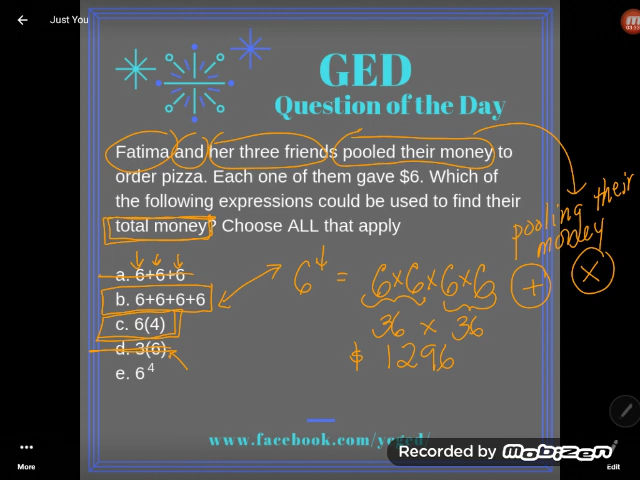 Just You
03:33
GED
Question of the Day
Fatima and her three friends pooled their money to
order pizza. Each one of them gave $6. Which of
the following expressions could be used to find their
total money? Choose ALL that apply
pooling their
money
+ ×
a. 6+6+6
b. 6+6+6+6
c. 6(4)
d. 3(6)
e. 6⁴
6 = 6×6×6×6
36 × 36
$ 1296
www.facebook.com/ycged/
Recorded by MOBIZEN
More
Edit